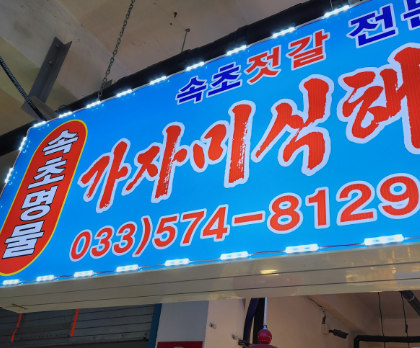 속초젓갈 전문
속초명물
가자미식해
033)574-8129